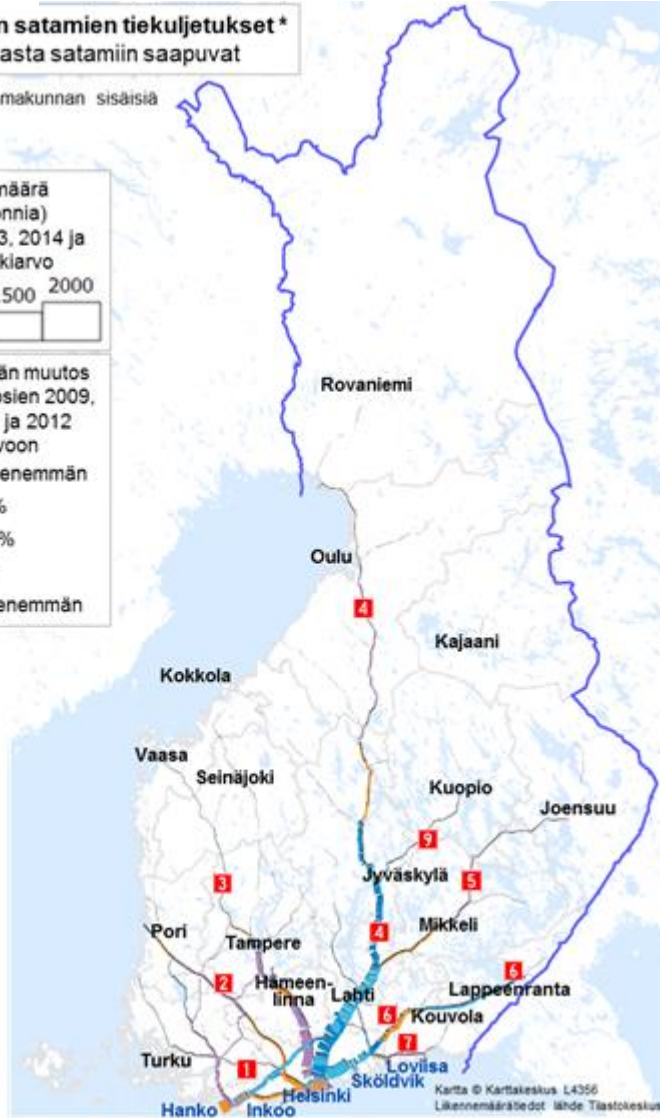 n satamien tiekuljetukset *
asta satamiin saapuvat
makunnan sisäisiä
määrä
onnia)
3, 2014 ja
kiarvo
500 2000
än muutos
osien 2009,
ja 2012
voon
enemmän
%
%
enemmän
Rovaniemi
Oulu
4
Kajaani
Kokkola
Vaasa
Seinäjoki
Kuopio
Joensuu
9
Jyväskylä
5
3
Mikkeli
4
Pori
Tampere
6
2
Hämeen-
linna
Lahti
Lappeenranta
6
Kouvola
7
Turku
1
Loviisa
Sköldvik
Helsinki
Hanko
Inkoo
Kartta © Karttakeskus L4356
Liikennemäärätiedot lähde Tilastokeskus